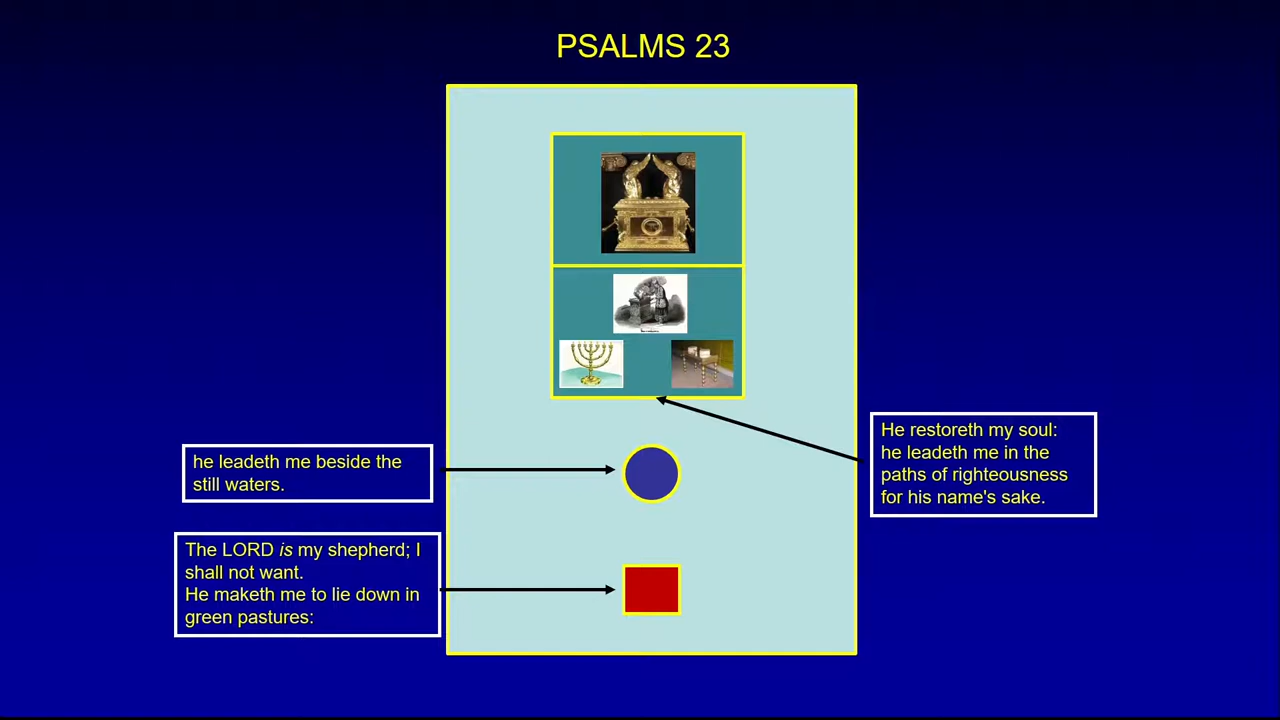 PSALMS 23
he leadeth me beside the
still waters.
The LORD is my shepherd; I
shall not want.
He maketh me to lie down in
green pastures:
He restoreth my soul:
he leadeth me in the
paths of righteousness
for his name's sake.